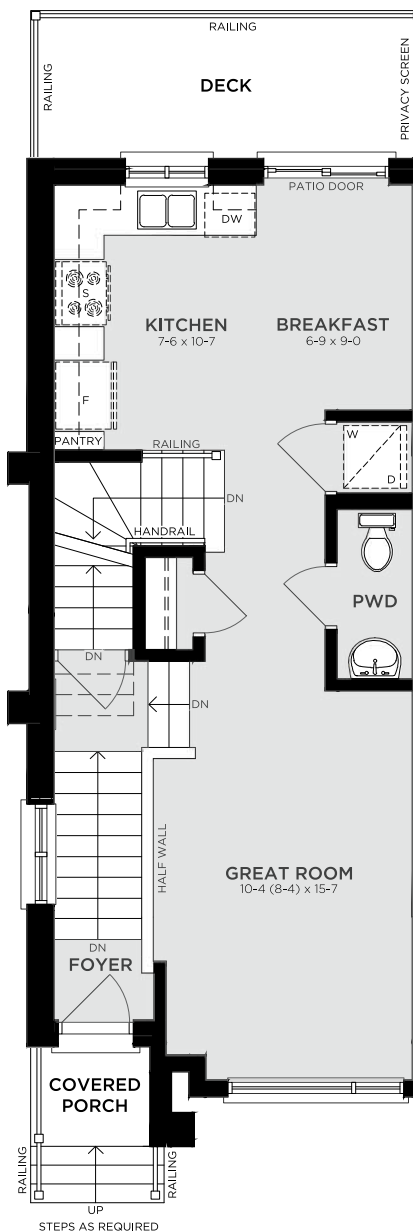 RAILING
RAILING
DECK
PRIVACY SCREEN
PATIO DOOR
DW
S
KITCHEN
7-6 x 10-7
BREAKFAST
6-9 x 9-0
F
PANTRY
RAILING
W
D
DN
HANDRAIL
PWD
DN
DN
HALF WALL
GREAT ROOM
10-4 (8-4) x 15-7
DN
FOYER
COVERED
PORCH
RAILING
RAILING
UP
STEPS AS REQUIRED